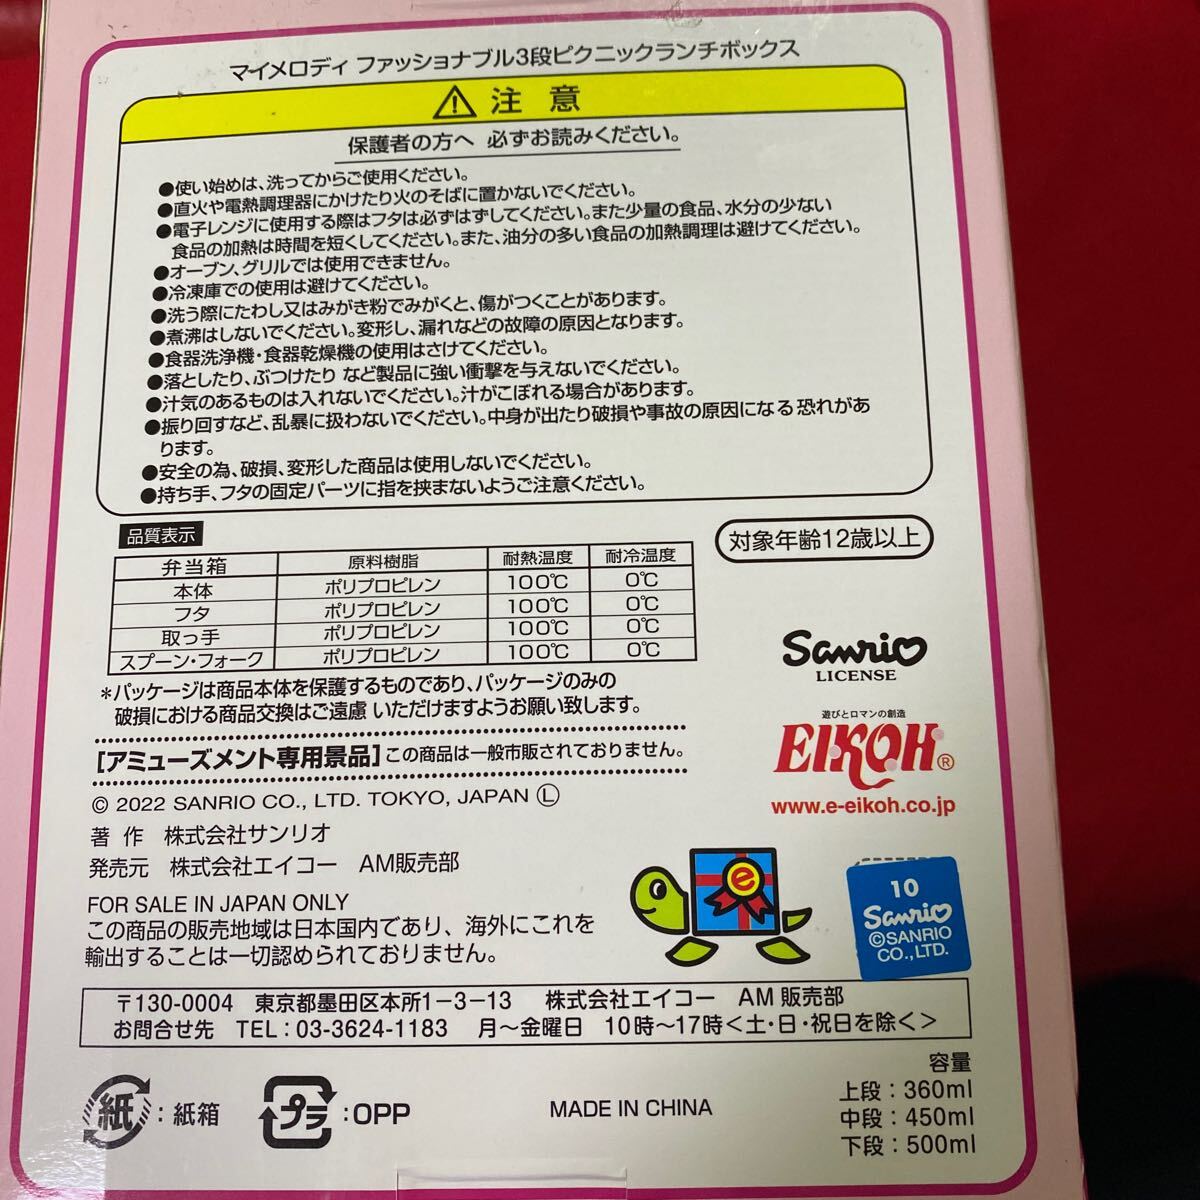 マイメロディ ファッショナブル3段ピクニックランチボックス
注 意
保護者の方へ 必ずお読みください。
●使い始めは、洗ってからご使用ください。
●直火や電熱調理器にかけたり火のそばに置かないでください。
●電子レンジに使用する際はフタは必ずはずしてください。また少量の食品、水分の少ない
食品の加熱は時間を短くしてください。また、油分の多い食品の加熱調理は避けてください。
●オーブン、グリルでは使用できません。
●冷凍庫での使用は避けてください。
●洗う際にたわし又はみがき粉でみがくと、傷がつくことがあります。
●煮沸はしないでください。変形し、漏れなどの故障の原因となります。
●食器洗浄機・食器乾燥機の使用はさけてください。
●落としたり、ぶつけたり など製品に強い衝撃を与えないでください。
●汁気のあるものは入れないでください。汁がこぼれる場合があります。
●振り回すなど、乱暴に扱わないでください。中身が出たり破損や事故の原因になる 恐れがあ
ります。
●安全の為、破損、変形した商品は使用しないでください。
●持ち手、フタの固定パーツに指を挟まないようご注意ください。
品質表示
対象年齢12歳以上
弁当箱 原料樹脂 耐熱温度 耐冷温度
本体 ポリプロピレン 100℃ 0℃
フタ ポリプロピレン 100℃ 0℃
取っ手 ポリプロピレン 100℃ 0℃
スプーン・フォーク ポリプロピレン 100℃ 0℃
*パッケージは商品本体を保護するものであり、パッケージのみの
破損における商品交換はご遠慮 いただけますようお願い致します。
[アミューズメント専用景品]この商品は一般市販されておりません。
© 2022 SANRIO CO., LTD. TOKYO, JAPAN Ⓛ
著 作 株式会社サンリオ
発売元 株式会社エイコー AM販売部
FOR SALE IN JAPAN ONLY
この商品の販売地域は日本国内であり、海外にこれを
輸出することは一切認められておりません。
Sanrio
LICENSE
遊びとロマンの創造
EIKOH®
www.e-eikoh.co.jp
e
10
Sanrio
©SANRIO
CO., LTD.
〒130-0004 東京都墨田区本所1-3-13 株式会社エイコー AM 販売部
お問合せ先 TEL:03-3624-1183 月〜金曜日 10時〜17時<土・日・祝日を除く>
紙:紙箱
プラ:OPP
MADE IN CHINA
容量
上段:360ml
中段:450ml
下段:500ml